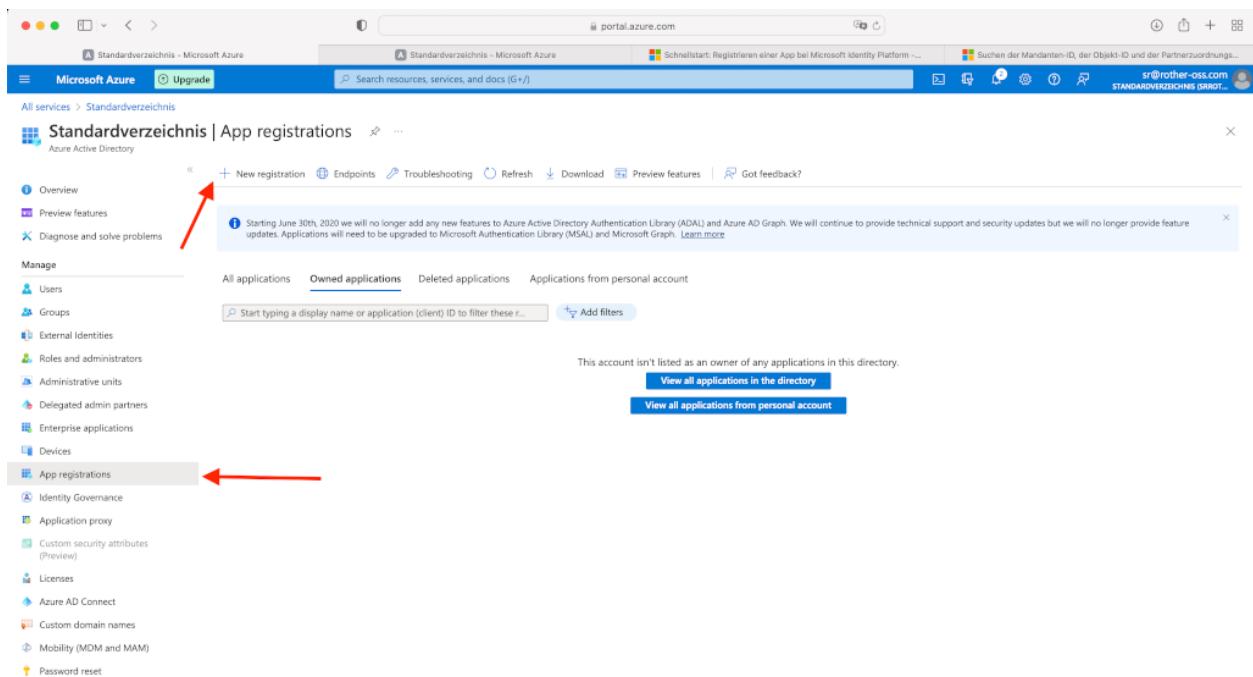 portal.azure.com
Standardverzeichnis - Microsoft Azure
Standardverzeichnis - Microsoft Azure
Schnellstart: Registrieren einer App bei Microsoft Identity Platform -...
Suchen der Mandanten-ID, der Objekt-ID und der Partnerzuordnungs...
Microsoft Azure
Upgrade
Search resources, services, and docs (G+/)
2
sr@rother-oss.com
STANDARDVERZEICHNIS (SRROT...
All services > Standardverzeichnis
Standardverzeichnis | App registrations ...
Azure Active Directory
New registration
Endpoints
Troubleshooting
Refresh
Download
Preview features
Got feedback?
Overview
Preview features
Diagnose and solve problems
Manage
Users
Groups
External Identities
Roles and administrators
Administrative units
Delegated admin partners
Enterprise applications
Devices
App registrations
Identity Governance
Application proxy
Custom security attributes
(Preview)
Licenses
Azure AD Connect
Custom domain names
Mobility (MDM and MAM)
Password reset
Starting June 30th, 2020 we will no longer add any new features to Azure Active Directory Authentication Library (ADAL) and Azure AD Graph. We will continue to provide technical support and security updates but we will no longer provide feature
updates. Applications will need to be upgraded to Microsoft Authentication Library (MSAL) and Microsoft Graph. Learn more
All applications
Owned applications
Deleted applications
Applications from personal account
Start typing a display name or application (client) ID to filter these r...
Add filters
This account isn't listed as an owner of any applications in this directory.
View all applications in the directory
View all applications from personal account